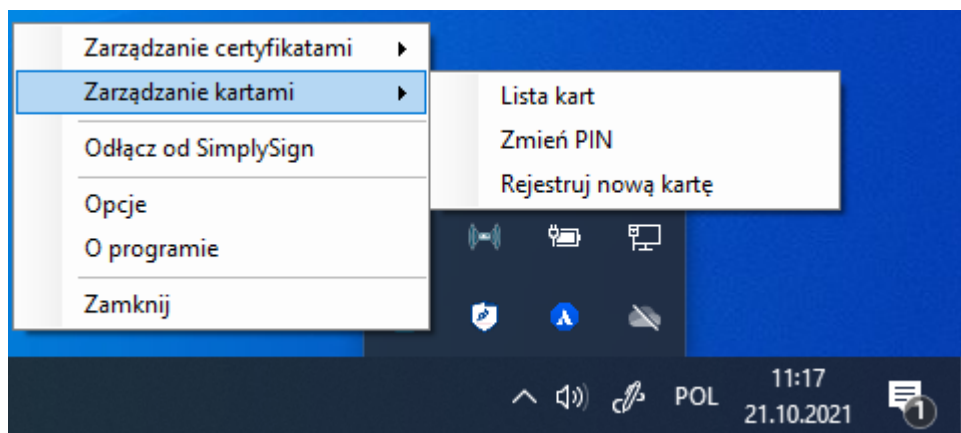 Zarządzanie certyfikatami
Zarządzanie kartami
Odłącz od SimplySign
Opcje
O programie
Zamknij
Lista kart
Zmień PIN
Rejestruj nową kartę
POL
11:17
21.10.2021
1